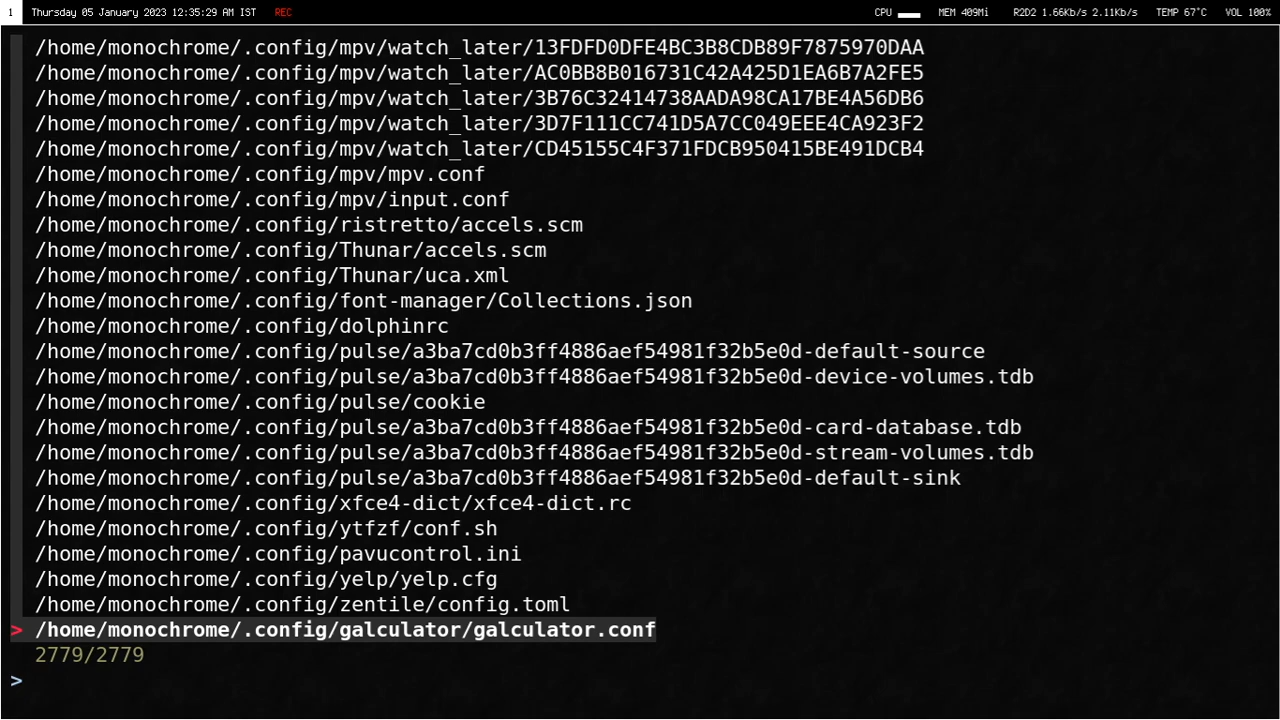 1 Thursday 05 January 2023 12:35:29 AM IST REC CPU MEM 409Mi R2D2 1.66Kb/s 2.11Kb/s TEMP 67°C VOL 100%
/home/monochrome/.config/mpv/watch_later/13FDFD0DFE4BC3B8CDB89F7875970DAA
/home/monochrome/.config/mpv/watch_later/AC0BB8B016731C42A425D1EA6B7A2FE5
/home/monochrome/.config/mpv/watch_later/3B76C32414738AADA98CA17BE4A56DB6
/home/monochrome/.config/mpv/watch_later/3D7F111CC741D5A7CC049EEE4CA923F2
/home/monochrome/.config/mpv/watch_later/CD45155C4F371FDCB950415BE491DCB4
/home/monochrome/.config/mpv/mpv.conf
/home/monochrome/.config/mpv/input.conf
/home/monochrome/.config/ristretto/accels.scm
/home/monochrome/.config/Thunar/accels.scm
/home/monochrome/.config/Thunar/uca.xml
/home/monochrome/.config/font-manager/Collections.json
/home/monochrome/.config/dolphinrc
/home/monochrome/.config/pulse/a3ba7cd0b3ff4886aef54981f32b5e0d-default-source
/home/monochrome/.config/pulse/a3ba7cd0b3ff4886aef54981f32b5e0d-device-volumes.tdb
/home/monochrome/.config/pulse/cookie
/home/monochrome/.config/pulse/a3ba7cd0b3ff4886aef54981f32b5e0d-card-database.tdb
/home/monochrome/.config/pulse/a3ba7cd0b3ff4886aef54981f32b5e0d-stream-volumes.tdb
/home/monochrome/.config/pulse/a3ba7cd0b3ff4886aef54981f32b5e0d-default-sink
/home/monochrome/.config/xfce4-dict/xfce4-dict.rc
/home/monochrome/.config/ytfzf/conf.sh
/home/monochrome/.config/pavucontrol.ini
/home/monochrome/.config/yelp/yelp.cfg
/home/monochrome/.config/zentile/config.toml
> /home/monochrome/.config/galculator/galculator.conf
2779/2779
>